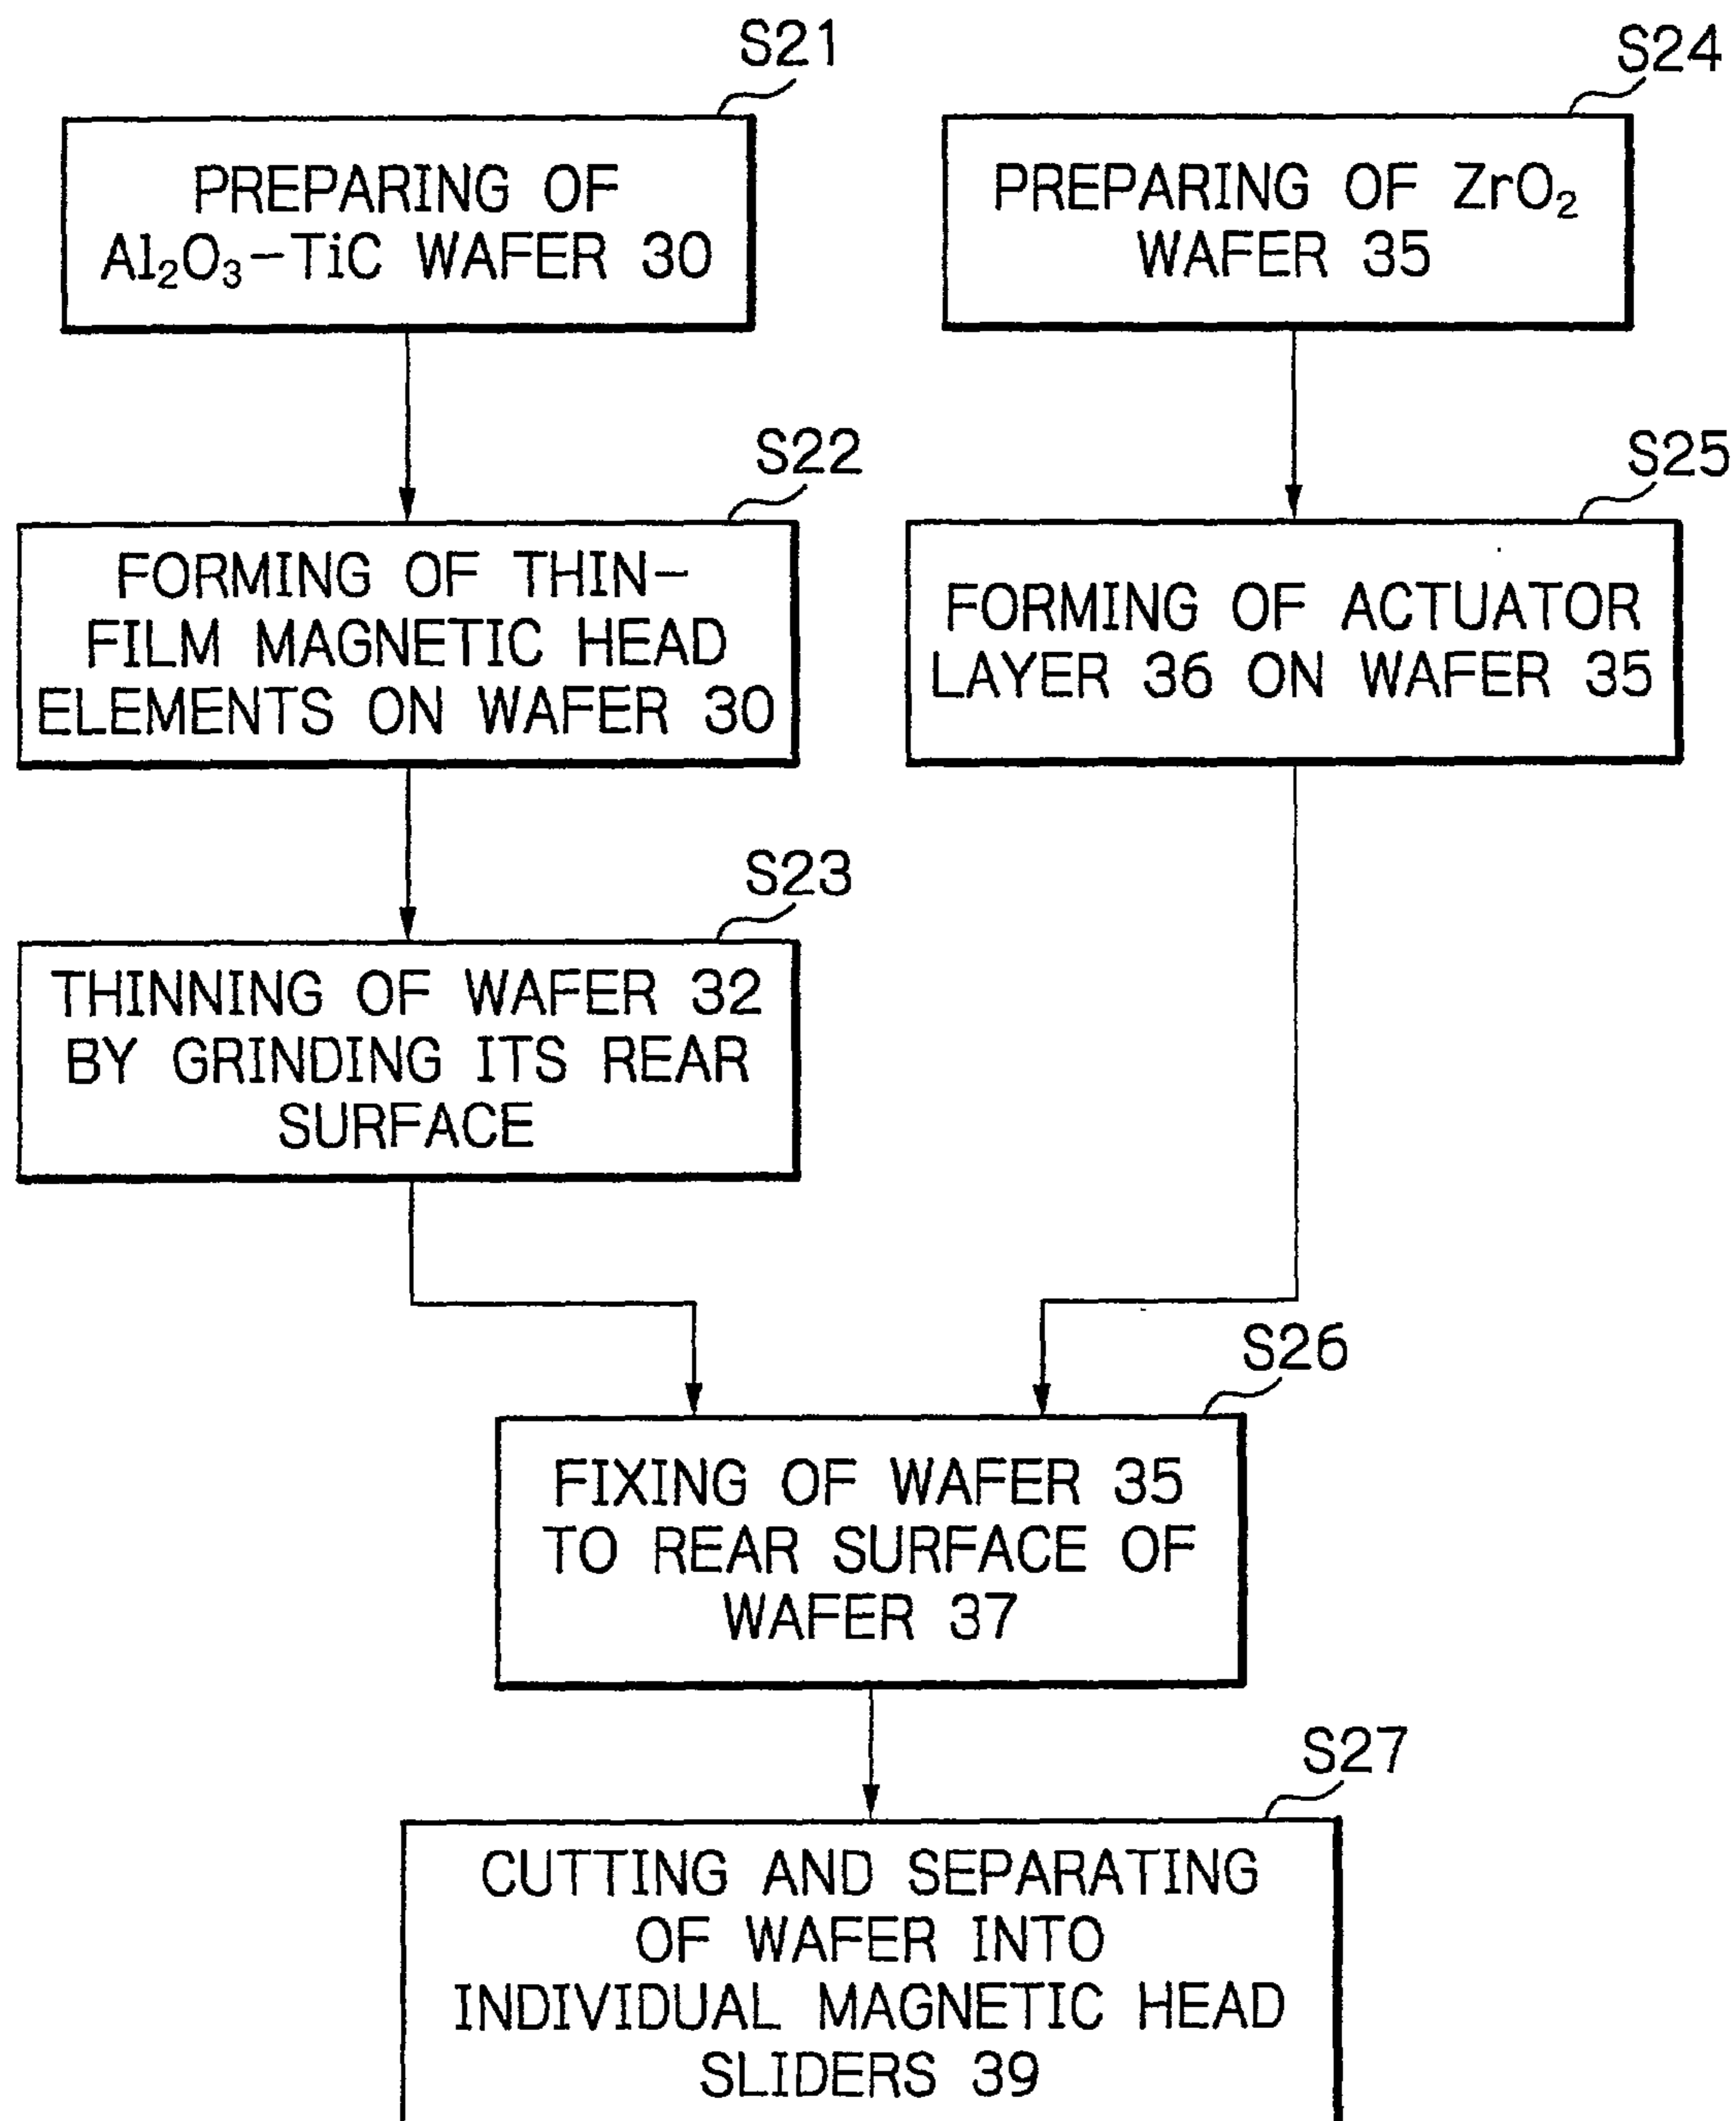 S21
PREPARING OF
Al₂O₃-TiC WAFER 30
S22
FORMING OF THIN-
FILM MAGNETIC HEAD
ELEMENTS ON WAFER 30
S23
THINNING OF WAFER 32
BY GRINDING ITS REAR
SURFACE
S24
PREPARING OF ZrO₂
WAFER 35
S25
FORMING OF ACTUATOR
LAYER 36 ON WAFER 35
S26
FIXING OF WAFER 35
TO REAR SURFACE OF
WAFER 37
S27
CUTTING AND SEPARATING
OF WAFER INTO
INDIVIDUAL MAGNETIC HEAD
SLIDERS 39